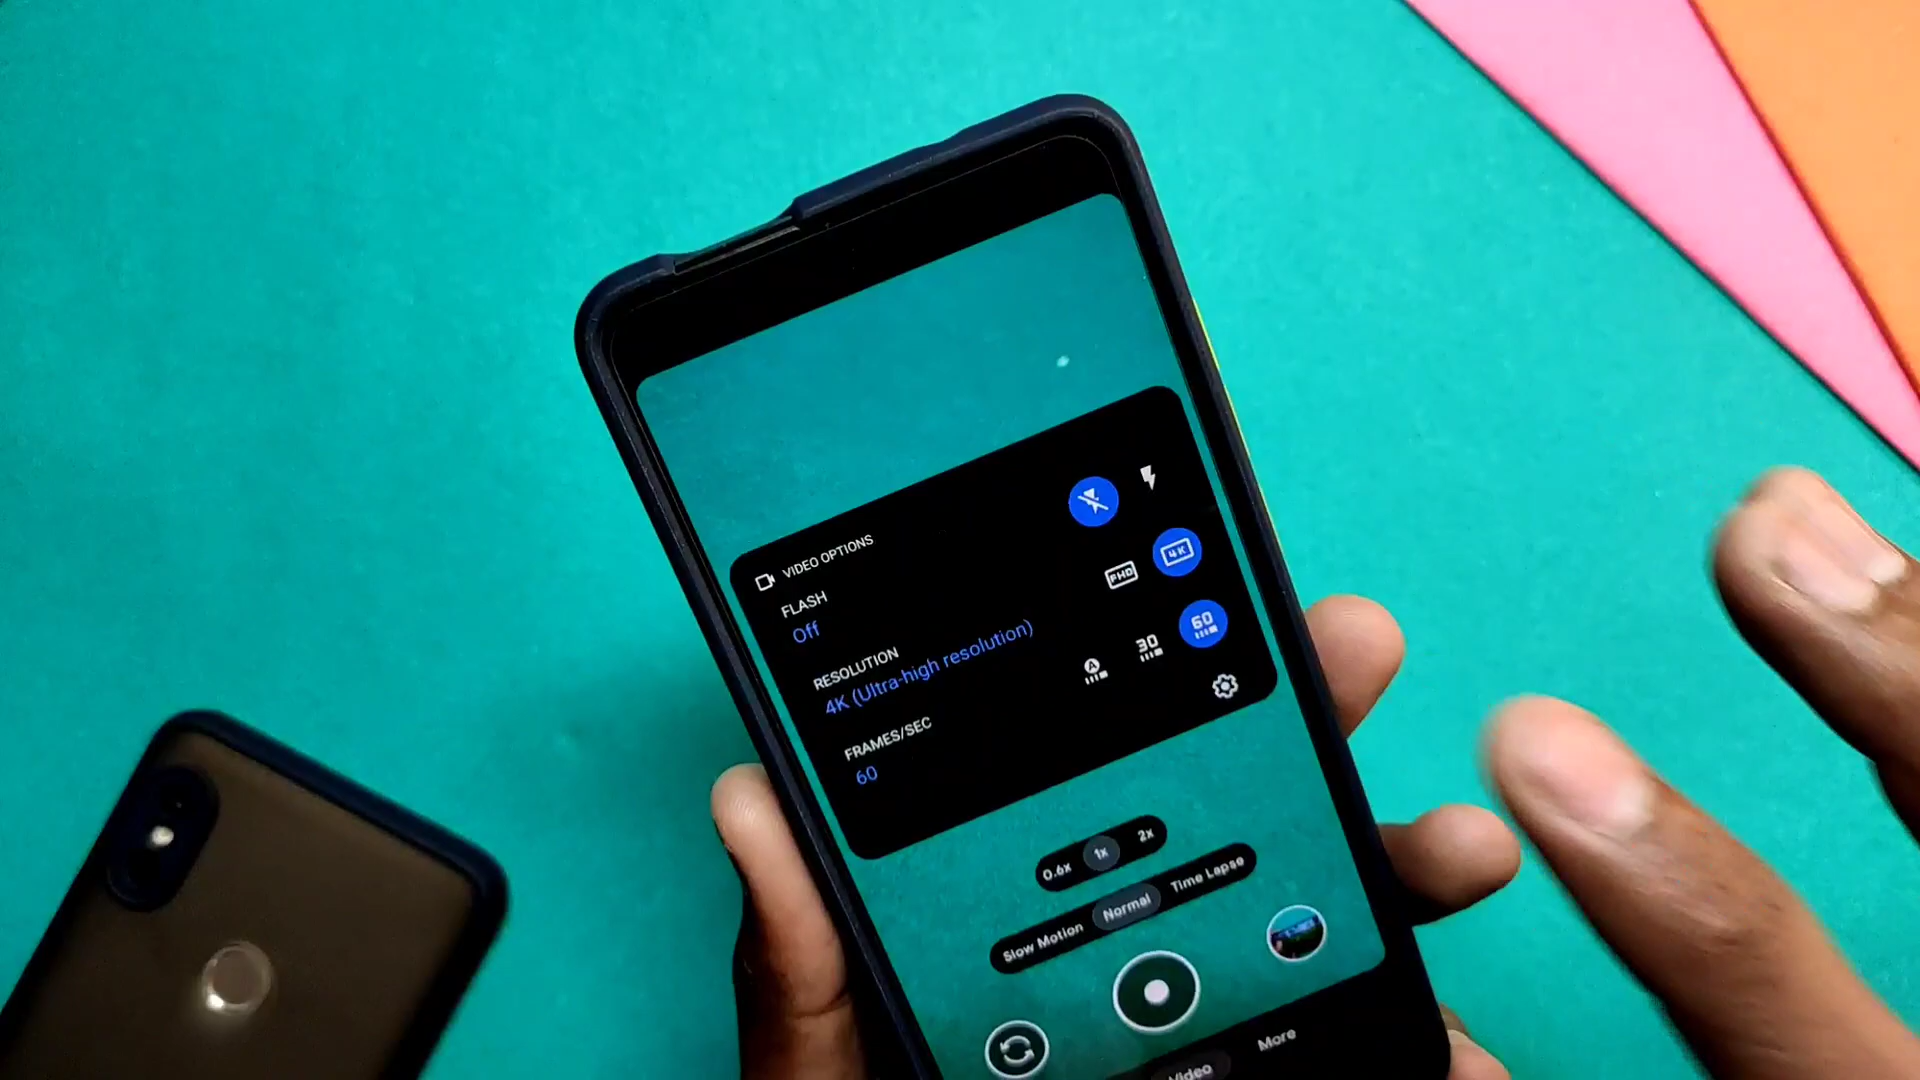 VIDEO OPTIONS
FLASH
Off
RESOLUTION
4K (Ultra-high resolution)
FHD
4K
FRAMES/SEC
60
A
30
60
0.6x
1x
2x
Slow Motion
Normal
Time Lapse
Video
More